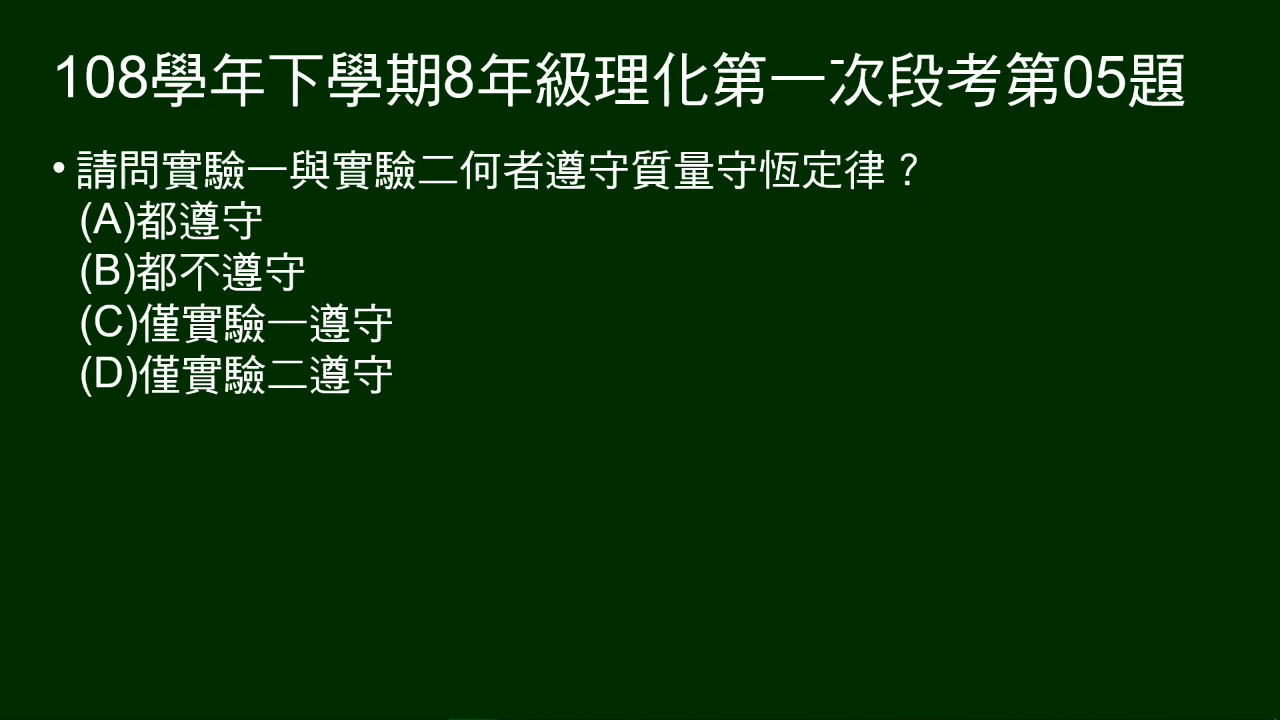 108學年下學期8年級理化第一次段考第05題
• 請問實驗一與實驗二何者遵守質量守恆定律？
(A)都遵守
(B)都不遵守
(C)僅實驗一遵守
(D)僅實驗二遵守